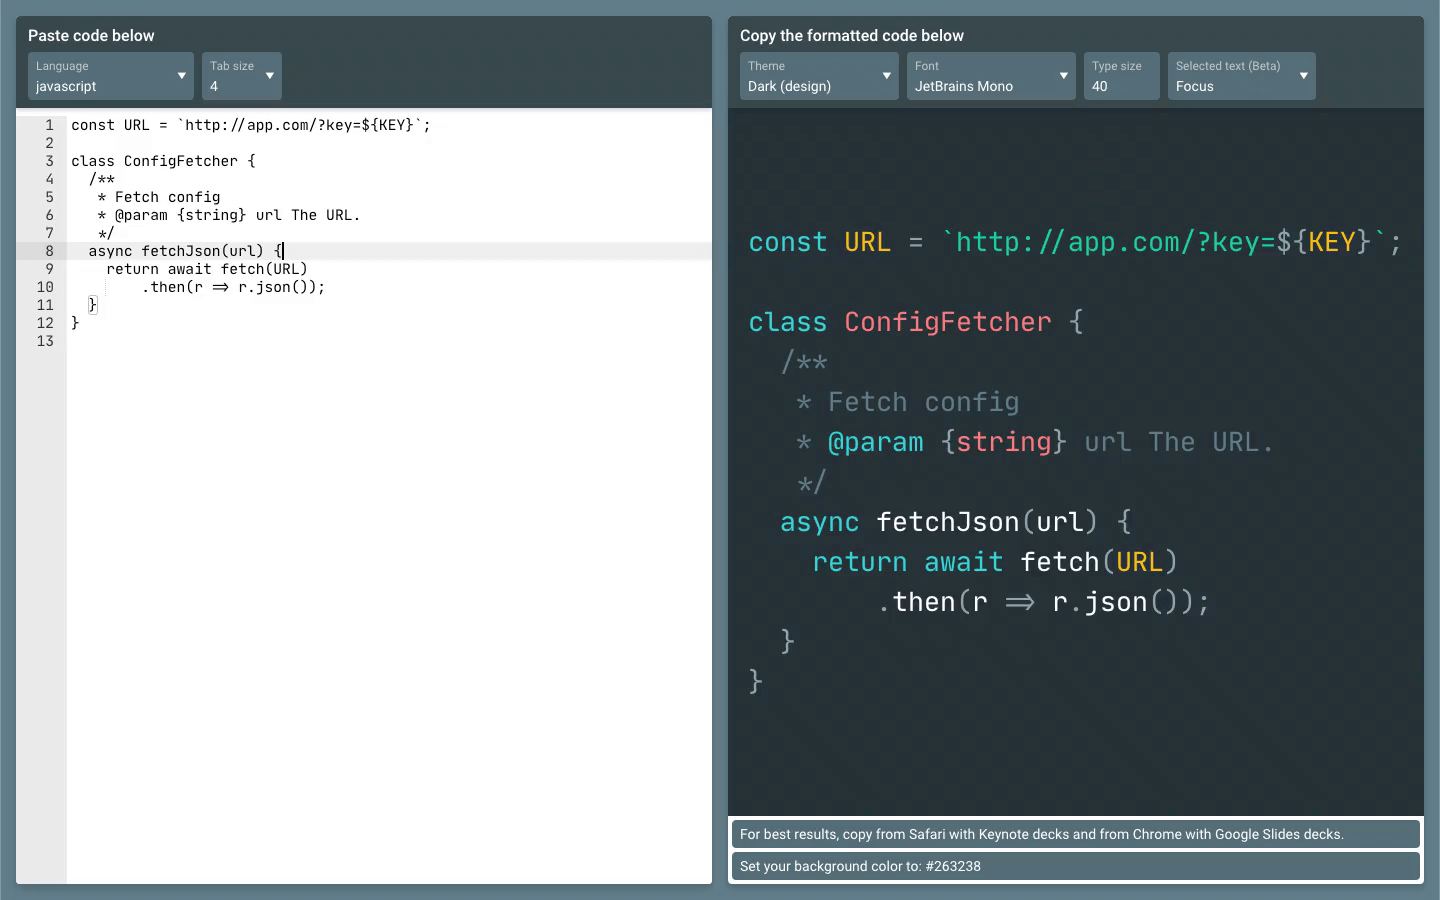 Paste code below
Language
javascript
Tab size
4
1 const URL = `http://app.com/?key=${KEY}`;
2
3 class ConfigFetcher {
4   /**
5    * Fetch config
6    * @param {string} url The URL.
7    */
8   async fetchJson(url) {
9     return await fetch(URL)
10         .then(r => r.json());
11   }
12 }
13
Copy the formatted code below
Theme
Dark (design)
Font
JetBrains Mono
Type size
40
Selected text (Beta)
Focus
const URL = `http://app.com/?key=${KEY}`;
class ConfigFetcher {
  /**
   * Fetch config
   * @param {string} url The URL.
   */
  async fetchJson(url) {
    return await fetch(URL)
        .then(r => r.json());
  }
}
For best results, copy from Safari with Keynote decks and from Chrome with Google Slides decks.
Set your background color to: #263238